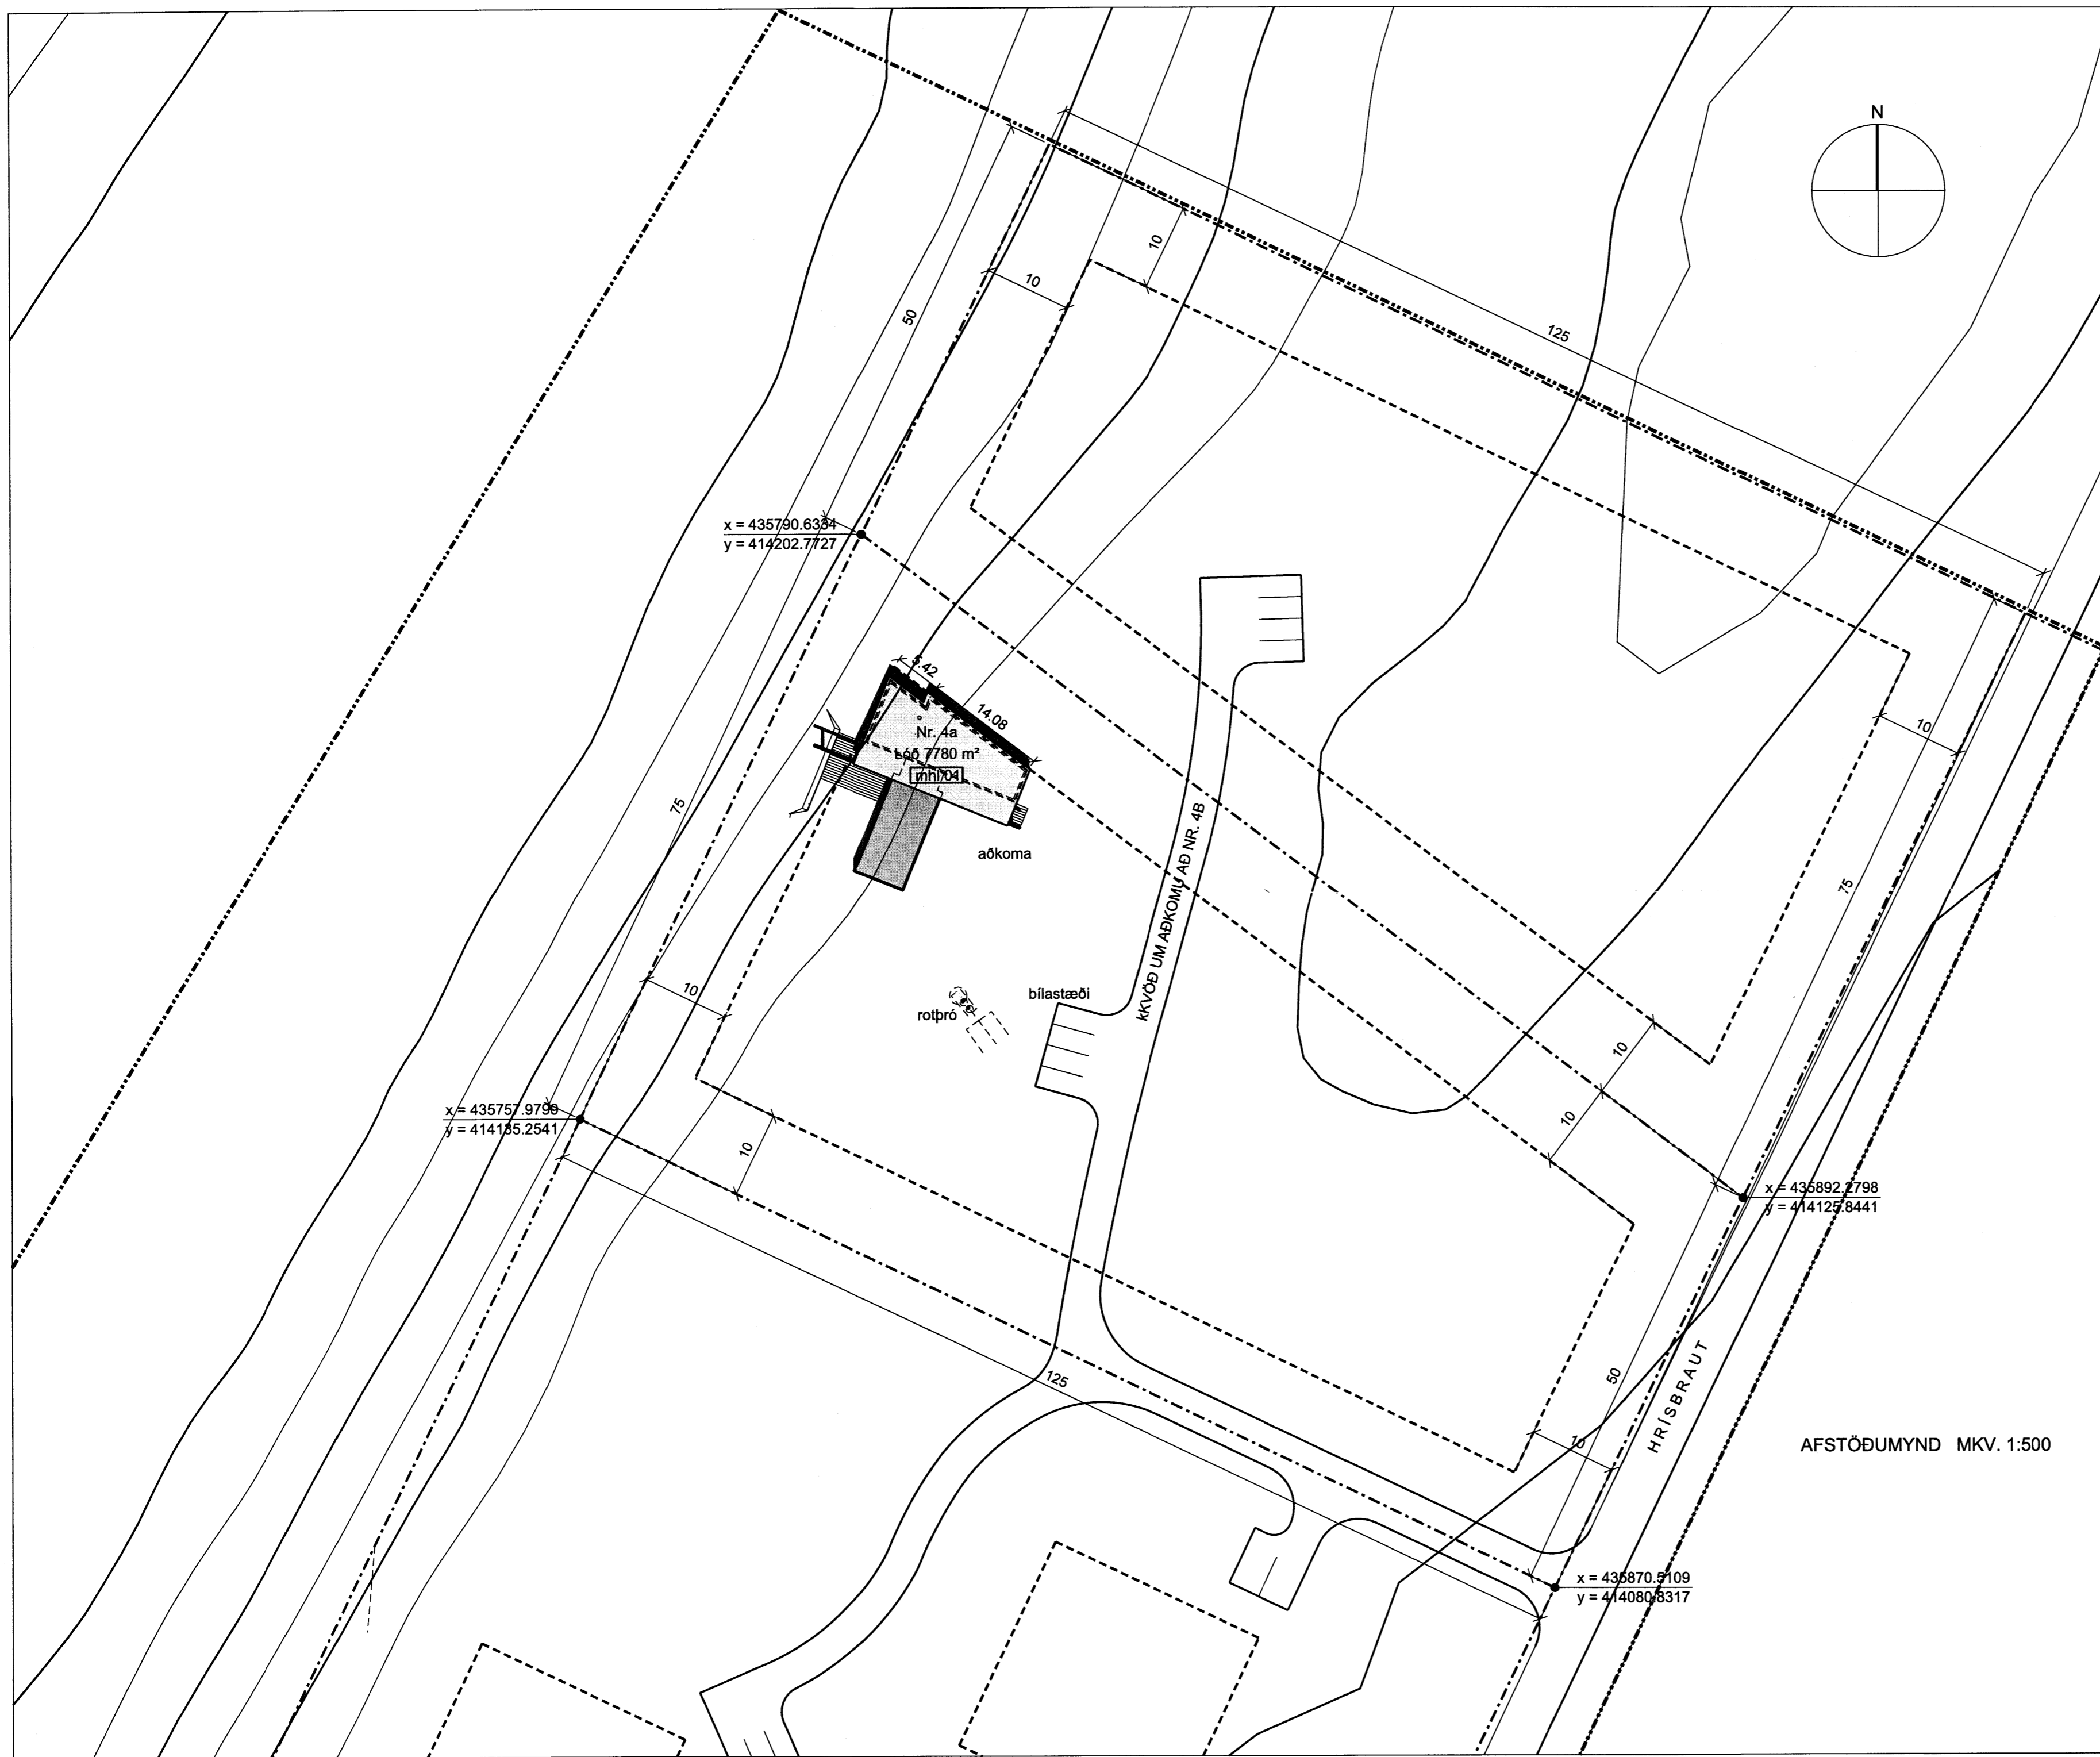 N
10
10
50
125
x = 435790.6334
y = 414202.7727
5.42
14.08
Nr. 4a
Lóð 7780 m²
mhl 01
10
75
75
aðkoma
kKVÖÐ UM AÐKOMU AÐ NR. 4B
10
bílastæði
rotþró
10
10
x = 435757.9799
y = 414135.2541
10
x = 435892.2798
y = 414125.8441
125
50
HRÍSBRAUT
10
AFSTÖÐUMYND MKV. 1:500
x = 435870.5109
y = 414080.8317